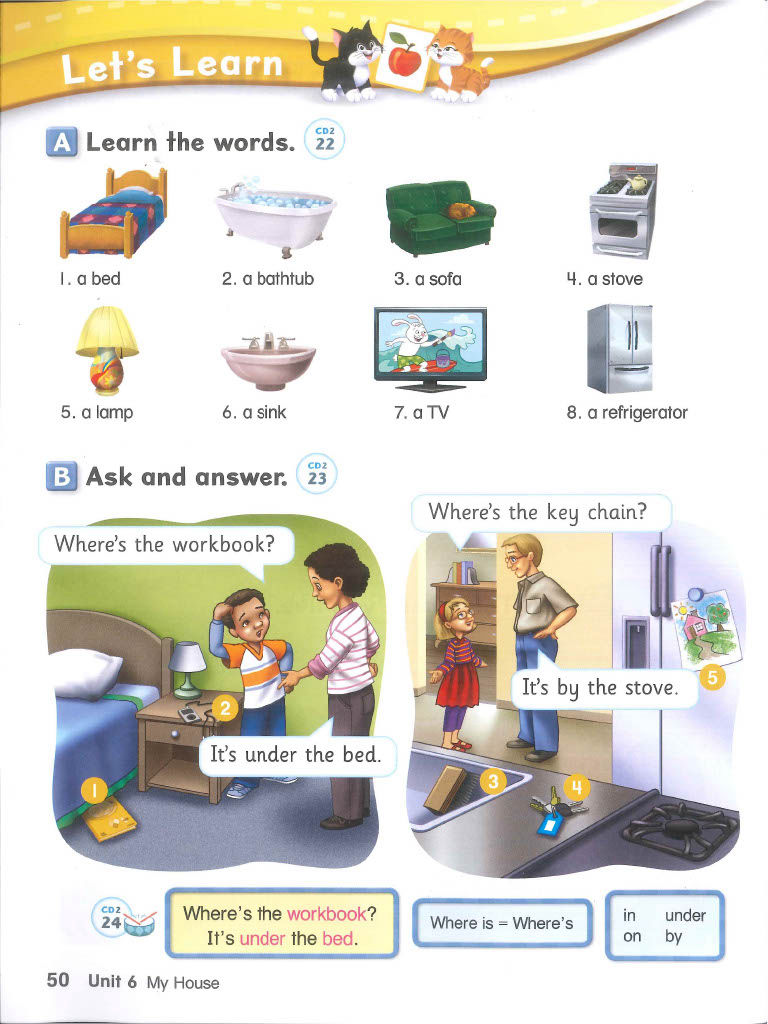 Let's Learn
A Learn the words. CD2 22
1. a bed
2. a bathtub
3. a sofa
4. a stove
5. a lamp
6. a sink
7. a TV
8. a refrigerator
B Ask and answer. CD2 23
Where's the workbook?
It's under the bed.
1
2
Where's the key chain?
It's by the stove.
3
4
5
CD2 24
Where's the workbook?
It's under the bed.
Where is = Where's
in under
on by
50 Unit 6 My House